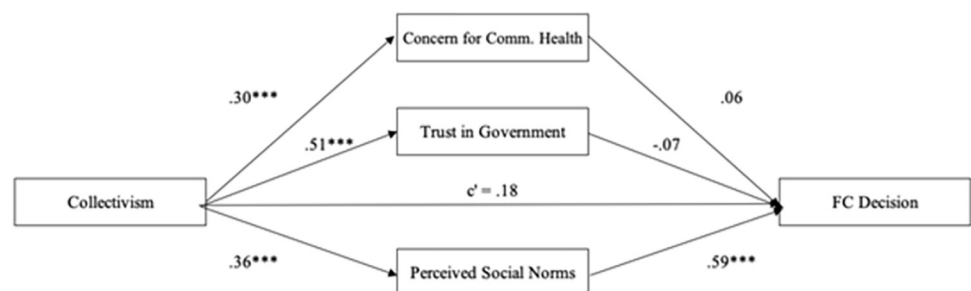 Concern for Comm. Health
.30***
.06
Trust in Government
.51***
-.07
c' = .18
Collectivism
FC Decision
.36***
.59***
Perceived Social Norms